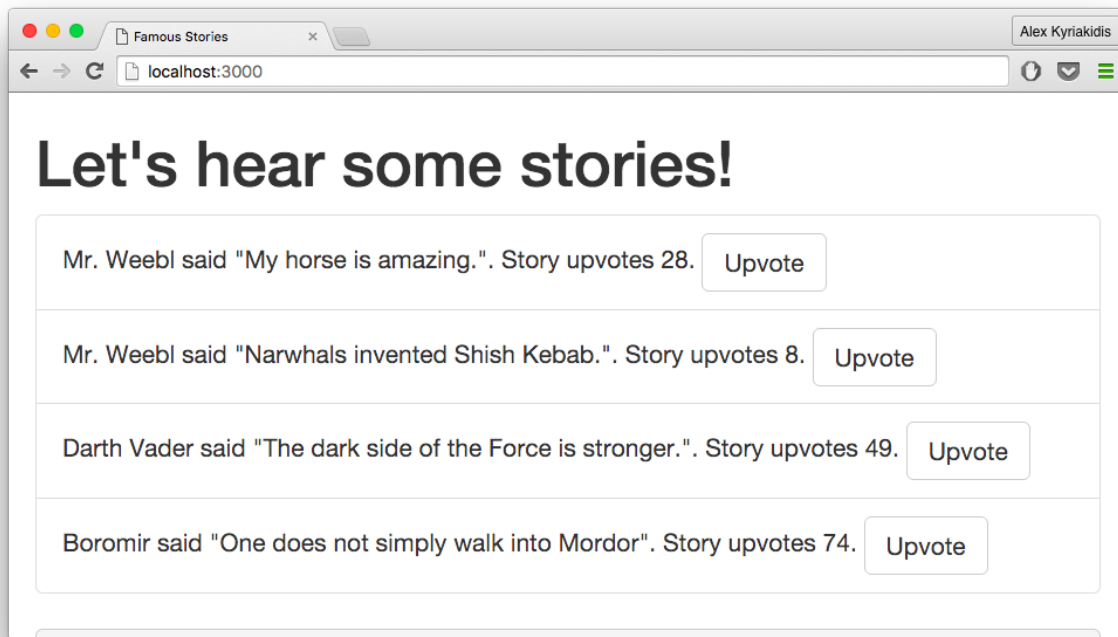 Famous Stories
Alex Kyriakidis
localhost:3000
Let's hear some stories!
Mr. Weebl said "My horse is amazing.". Story upvotes 28. Upvote
Mr. Weebl said "Narwhals invented Shish Kebab.". Story upvotes 8. Upvote
Darth Vader said "The dark side of the Force is stronger.". Story upvotes 49. Upvote
Boromir said "One does not simply walk into Mordor". Story upvotes 74. Upvote